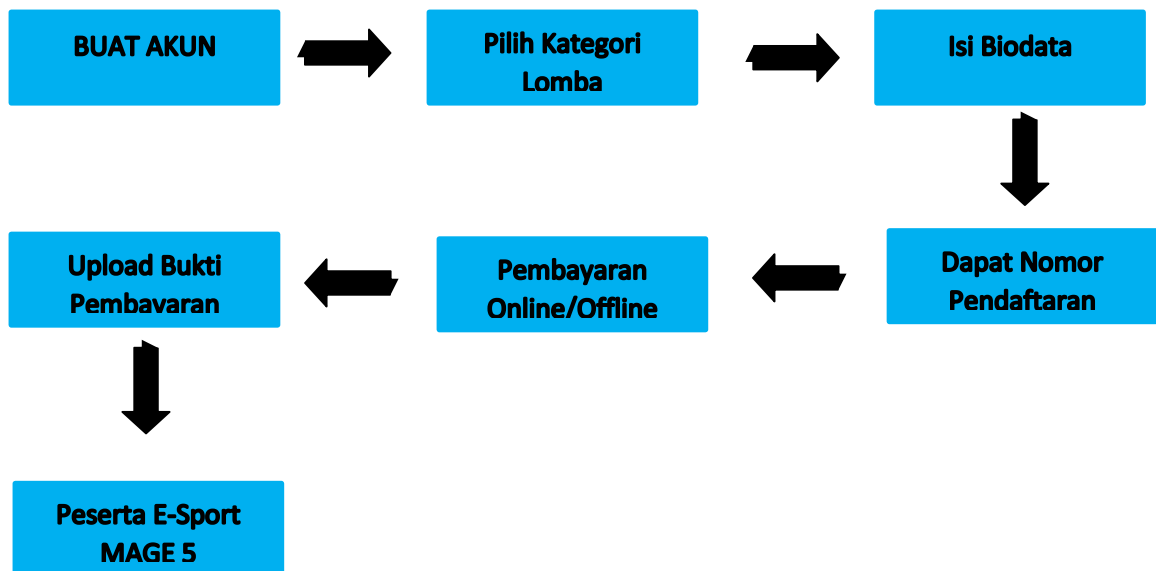 BUAT AKUN
Pilih Kategori
Lomba
Isi Biodata
Dapat Nomor
Pendaftaran
Pembayaran
Online/Offline
Upload Bukti
Pembayaran
Peserta E-Sport
MAGE 5